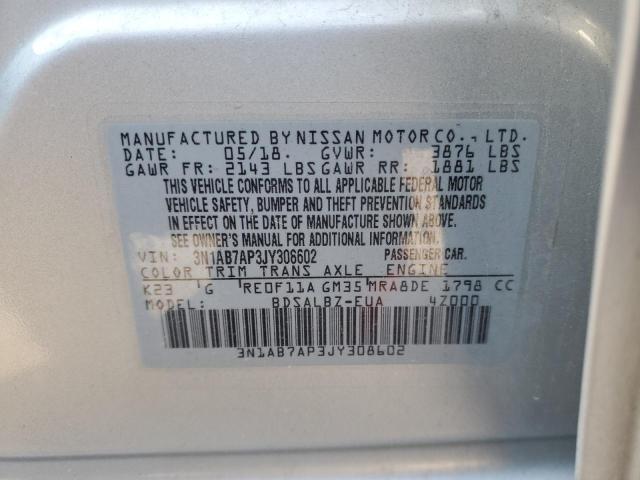 MANUFACTURED BY NISSAN MOTOR CO., LTD.
DATE: 05/18. GVWR: 3876 LBS
GAWR FR: 2143 LBS GAWR RR: 1881 LBS
THIS VEHICLE CONFORMS TO ALL APPLICABLE FEDERAL MOTOR
VEHICLE SAFETY, BUMPER AND THEFT PREVENTION STANDARDS
IN EFFECT ON THE DATE OF MANUFACTURE SHOWN ABOVE.
SEE OWNER'S MANUAL FOR ADDITIONAL INFORMATION.
VIN: 3N1AB7AP3JY308602 PASSENGER CAR.
COLOR TRIM TRANS AXLE ENGINE
K23 G RE0F11A GM35 MRA8DE 1798 CC
MODEL: BDSALBZ-EUA 4Z000
3N1AB7AP3JY308602